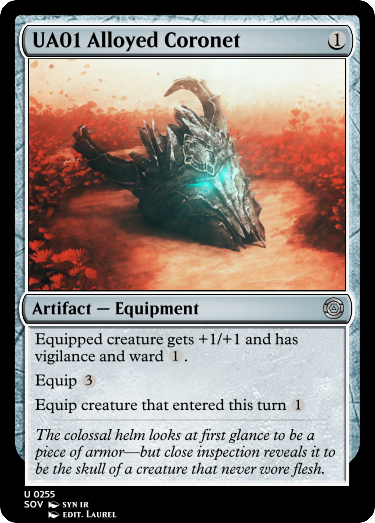 UA01 Alloyed Coronet 1
Artifact — Equipment
Equipped creature gets +1/+1 and has
vigilance and ward 1 .
Equip 3
Equip creature that entered this turn 1
The colossal helm looks at first glance to be a
piece of armor—but close inspection reveals it to
be the skull of a creature that never wore flesh.
U 0255
SOV SYN IR
EDIT. LAUREL